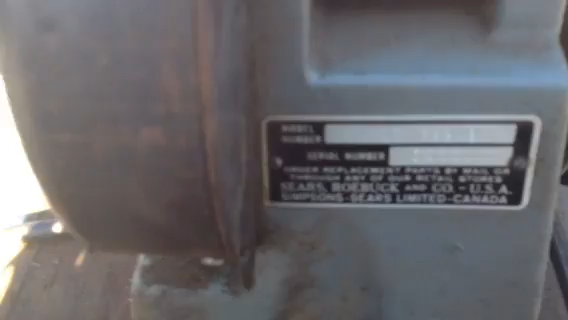 MODEL
NUMBER
SERIAL NUMBER
ORDER REPLACEMENT PARTS BY MAIL OR
THROUGH ANY OF OUR RETAIL STORES
SEARS, ROEBUCK AND CO. - U.S.A.
SIMPSONS-SEARS LIMITED-CANADA